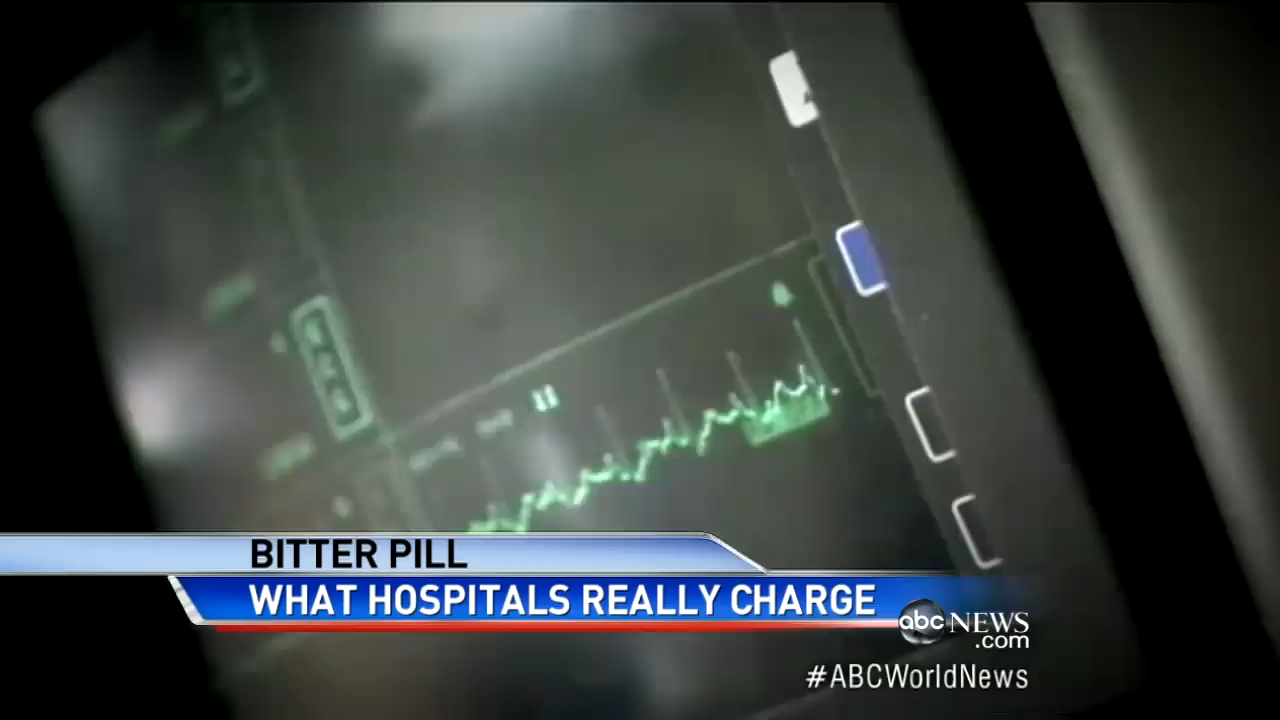 BITTER PILL
WHAT HOSPITALS REALLY CHARGE
abc NEWS
.com
#ABCWorldNews